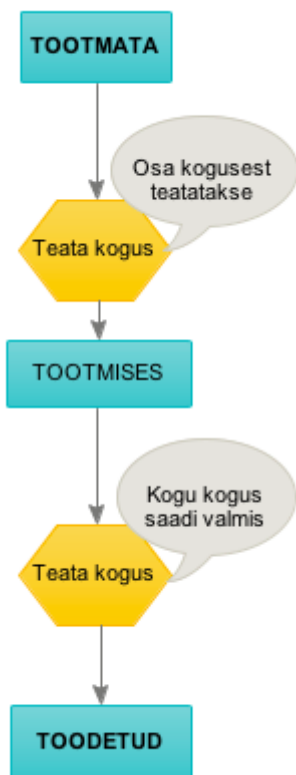 TOOTMATA
Osa kogusest
teatatakse
Teata kogus
TOOTMISES
Kogu kogus
saadi valmis
Teata kogus
TOODETUD